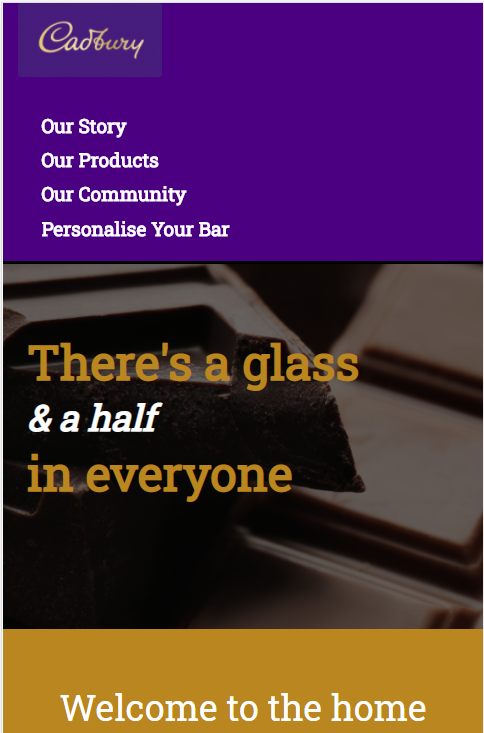 Cadbury
Our Story
Our Products
Our Community
Personalise Your Bar
There's a glass
& a half
in everyone
Welcome to the home